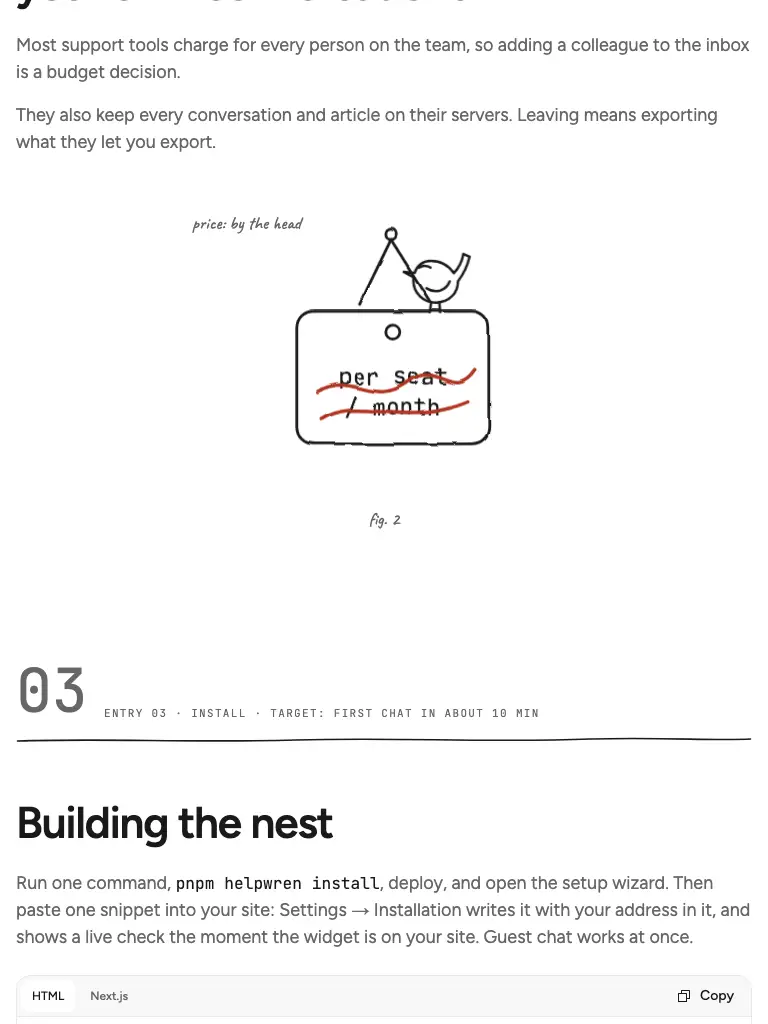 Most support tools charge for every person on the team, so adding a colleague to the inbox
is a budget decision.
They also keep every conversation and article on their servers. Leaving means exporting
what they let you export.
price: by the head
per seat
/ month
fig. 2
03
ENTRY 03 · INSTALL · TARGET: FIRST CHAT IN ABOUT 10 MIN
Building the nest
Run one command, pnpm helpwren install, deploy, and open the setup wizard. Then
paste one snippet into your site: Settings → Installation writes it with your address in it, and
shows a live check the moment the widget is on your site. Guest chat works at once.
HTML Next.js Copy